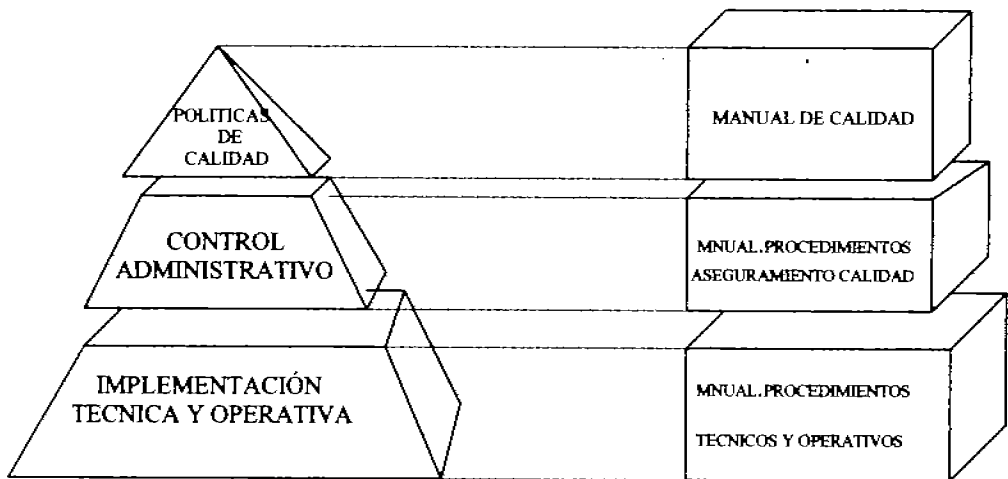 POLITICAS
DE
CALIDAD
MANUAL DE CALIDAD
CONTROL
ADMINISTRATIVO
MNUAL.PROCEDIMIENTOS
ASEGURAMIENTO CALIDAD
IMPLEMENTACIÓN
TECNICA Y OPERATIVA
MNUAL.PROCEDIMIENTOS
TECNICOS Y OPERATIVOS